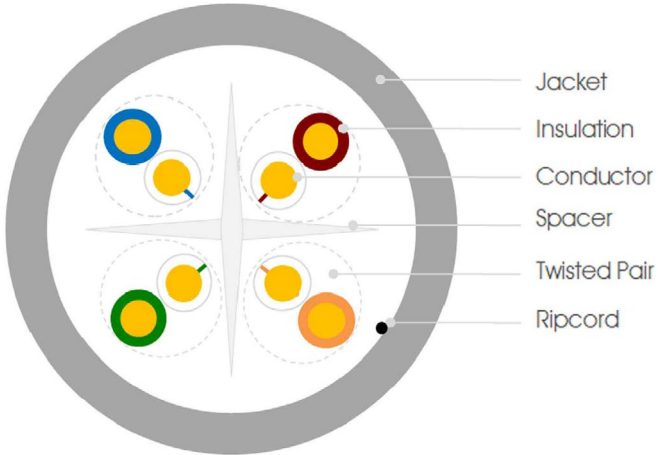 Jacket
Insulation
Conductor
Spacer
Twisted Pair
Ripcord